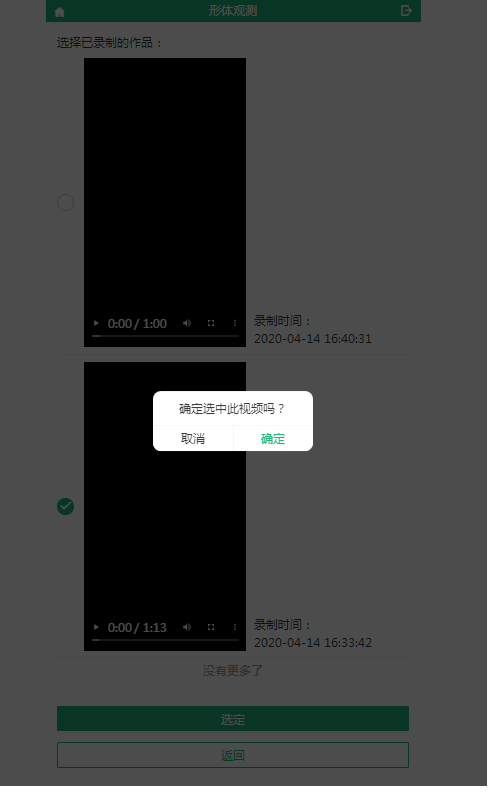 形体观测
选择已录制的作品：
0:00 / 1:00
录制时间：
2020-04-14 16:40:31
确定选中此视频吗？
取消
确定
0:00 / 1:13
录制时间：
2020-04-14 16:33:42
没有更多了
选定
返回